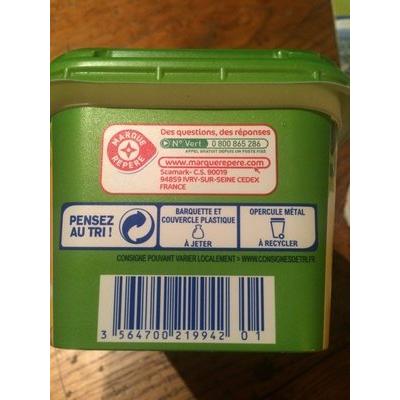 MARQUE REPÈRE
Des questions, des réponses
N° Vert 0 800 865 286
APPEL GRATUIT DEPUIS UN POSTE FIXE
www.marquerepere.com
Scamark- C.S. 90019
94859 IVRY-SUR-SEINE CEDEX
FRANCE
PENSEZ
AU TRI !
BARQUETTE ET
COUVERCLE PLASTIQUE
À JETER
OPERCULE MÉTAL
À RECYCLER
CONSIGNE POUVANT VARIER LOCALEMENT > WWW.CONSIGNESDETRI.FR
3 564700 219942 01